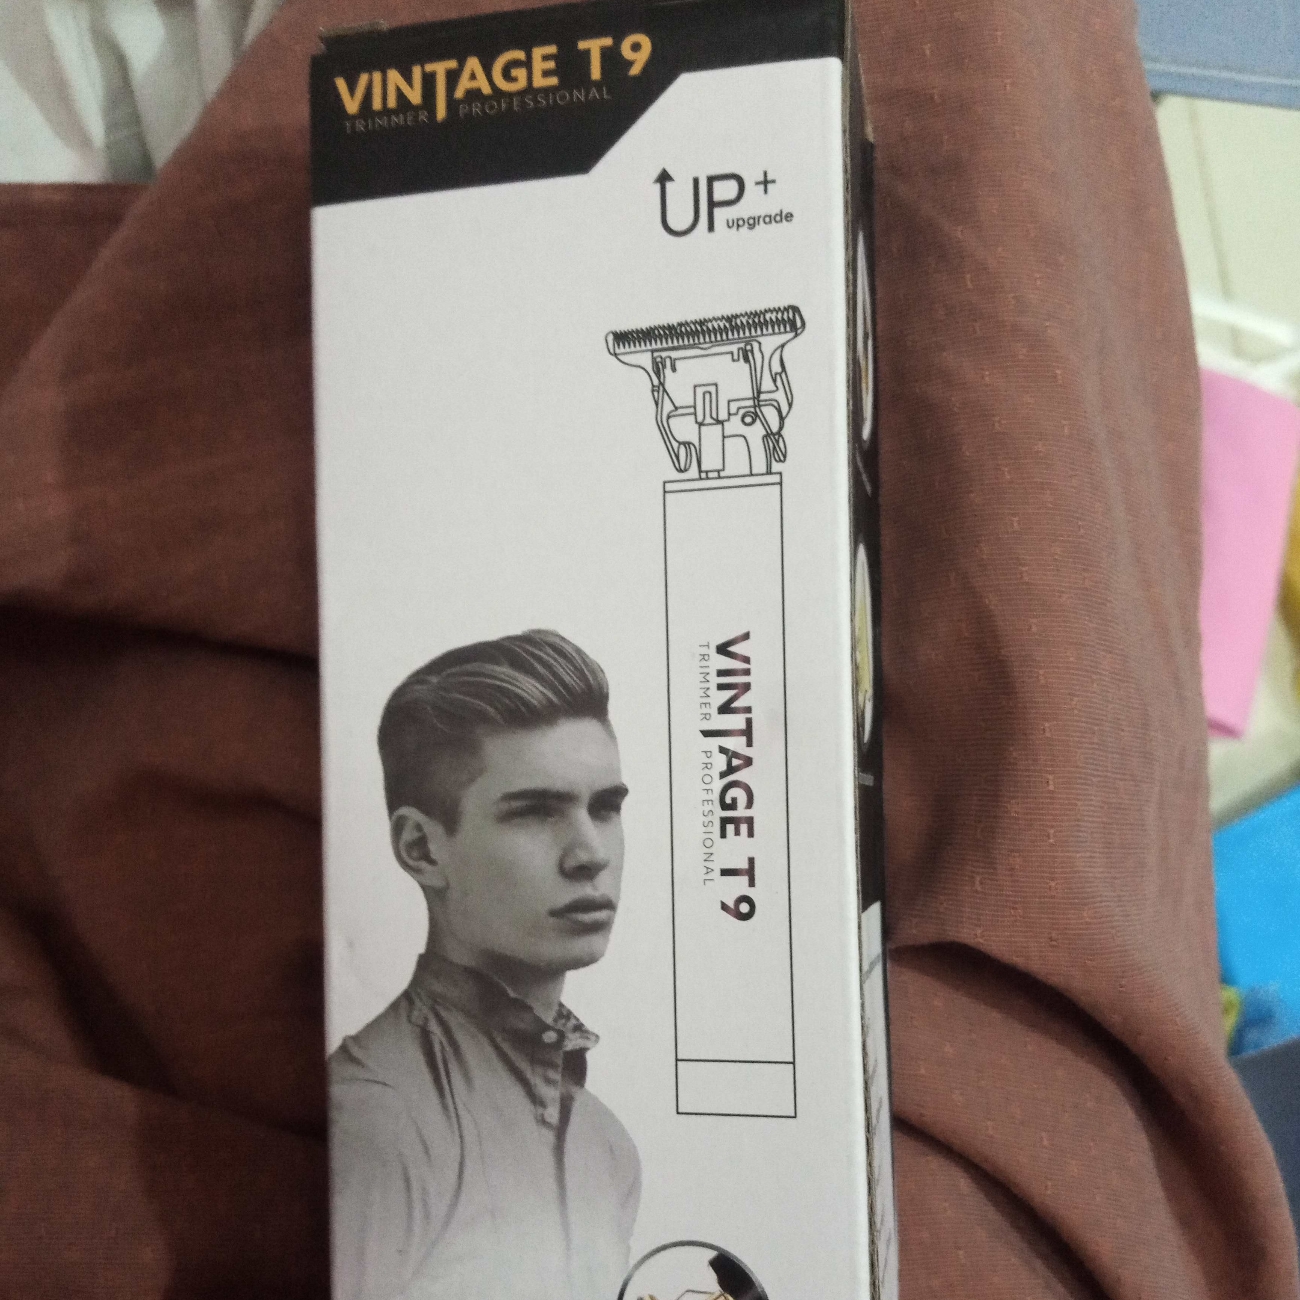 VINTAGE T9
TRIMMER PROFESSIONAL
UP+
upgrade
VINTAGE T9
TRIMMER PROFESSIONAL